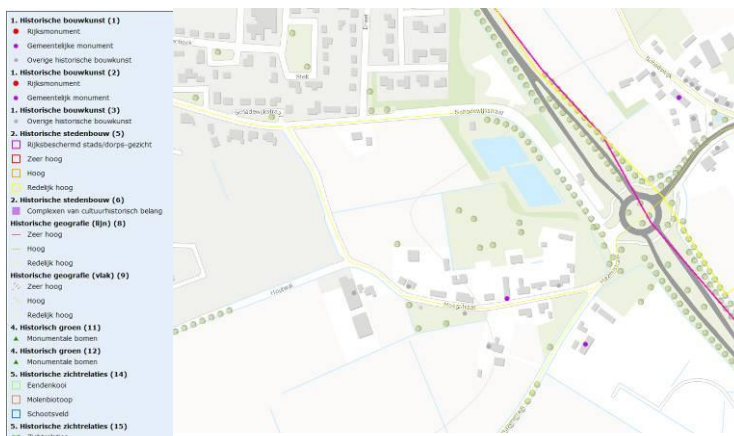 1. Historische bouwkunst (1)
Rijksmonument
Gemeentelijke monument
Overige historische bouwkunst
1. Historische bouwkunst (2)
Rijksmonument
Gemeentelijk monument
1. Historische bouwkunst (3)
Overige historische bouwkunst
2. Historische stedenbouw (5)
Rijksbeschermd stads/dorps-gezicht
Zeer hoog
Hoog
Redelijk hoog
2. Historische stedenbouw (6)
Complexen van cultuurhistorisch belang
Historische geografie (lijn) (8)
Zeer hoog
Hoog
Redelijk hoog
Historische geografie (vlak) (9)
Zeer hoog
Hoog
Redelijk hoog
4. Historisch groen (11)
Monumentale bomen
4. Historisch groen (12)
Monumentale bomen
5. Historische zichtrelaties (14)
Eendenkooi
Molenbiotoop
Schootsveld
5. Historische zichtrelaties (15)